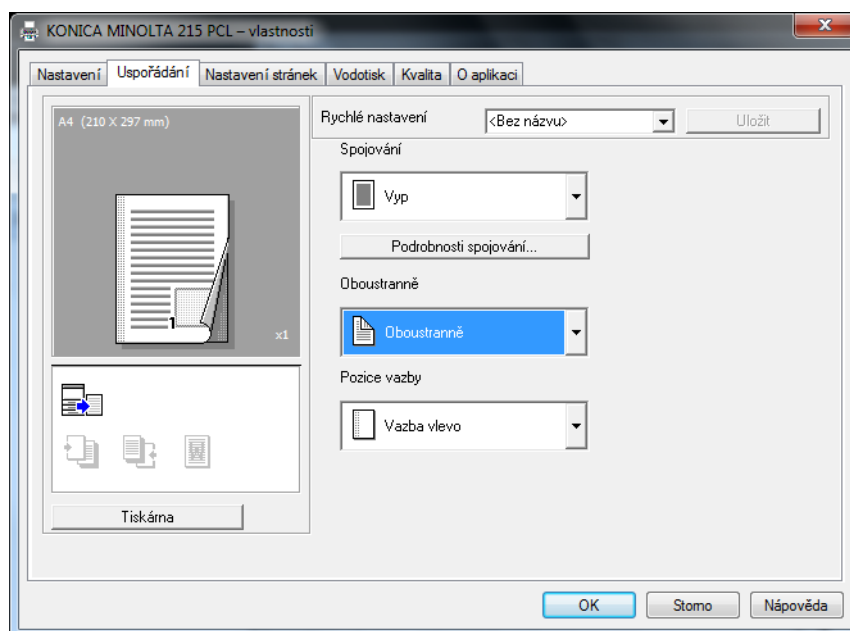 KONICA MINOLTA 215 PCL – vlastnosti
Nastavení Uspořádání Nastavení stránek Vodotisk Kvalita O aplikaci
A4 (210 X 297 mm)
1
x1
Tiskárna
Rychlé nastavení <Bez názvu> Uložit
Spojování
Vyp
Podrobnosti spojování...
Oboustranně
Oboustranně
Pozice vazby
Vazba vlevo
OK Storno Nápověda